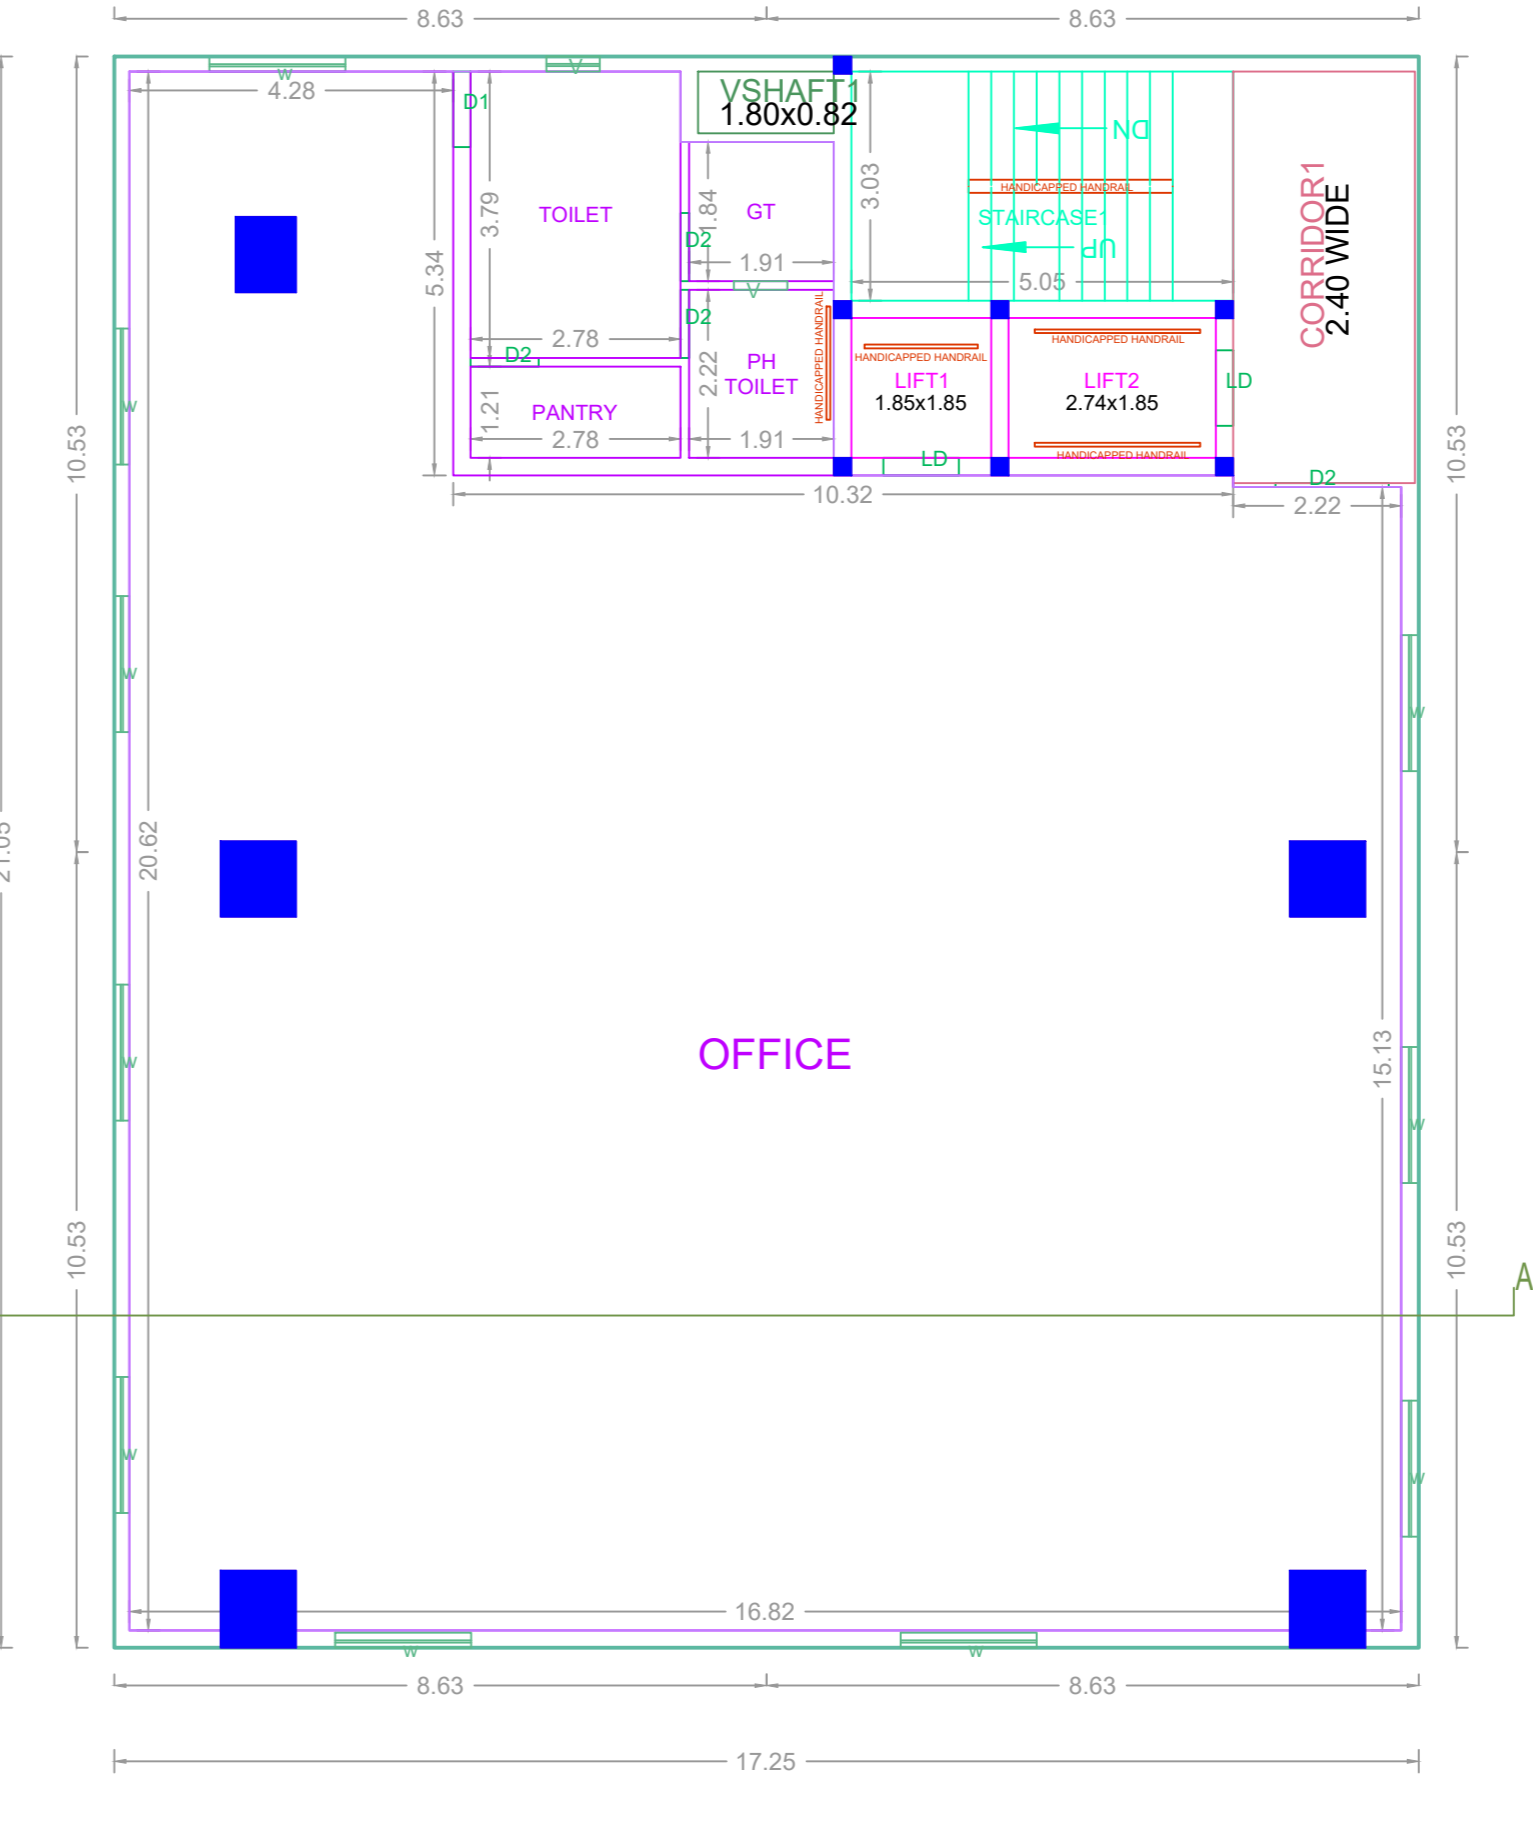 8.63
8.63
W
V
4.28
D1
VSHAFT1
1.80x0.82
DN
HANDICAPPED HANDRAIL
3.03
3.79
TOILET
1.84
GT
STAIRCASE1
CORRIDOR1
2.40 WIDE
D2
UP
5.34
1.91
5.05
V
D2
2.78
D2
HANDICAPPED HANDRAIL
HANDICAPPED HANDRAIL
HANDICAPPED HANDRAIL
PH
TOILET
2.22
LIFT1
1.85x1.85
LIFT2
2.74x1.85
LD
W
1.21
PANTRY
2.78
1.91
10.53
10.53
LD
HANDICAPPED HANDRAIL
D2
10.32
2.22
W
W
21.05
20.62
OFFICE
15.13
W
W
10.53
10.53
A
W
W
16.82
W
W
8.63
8.63
17.25